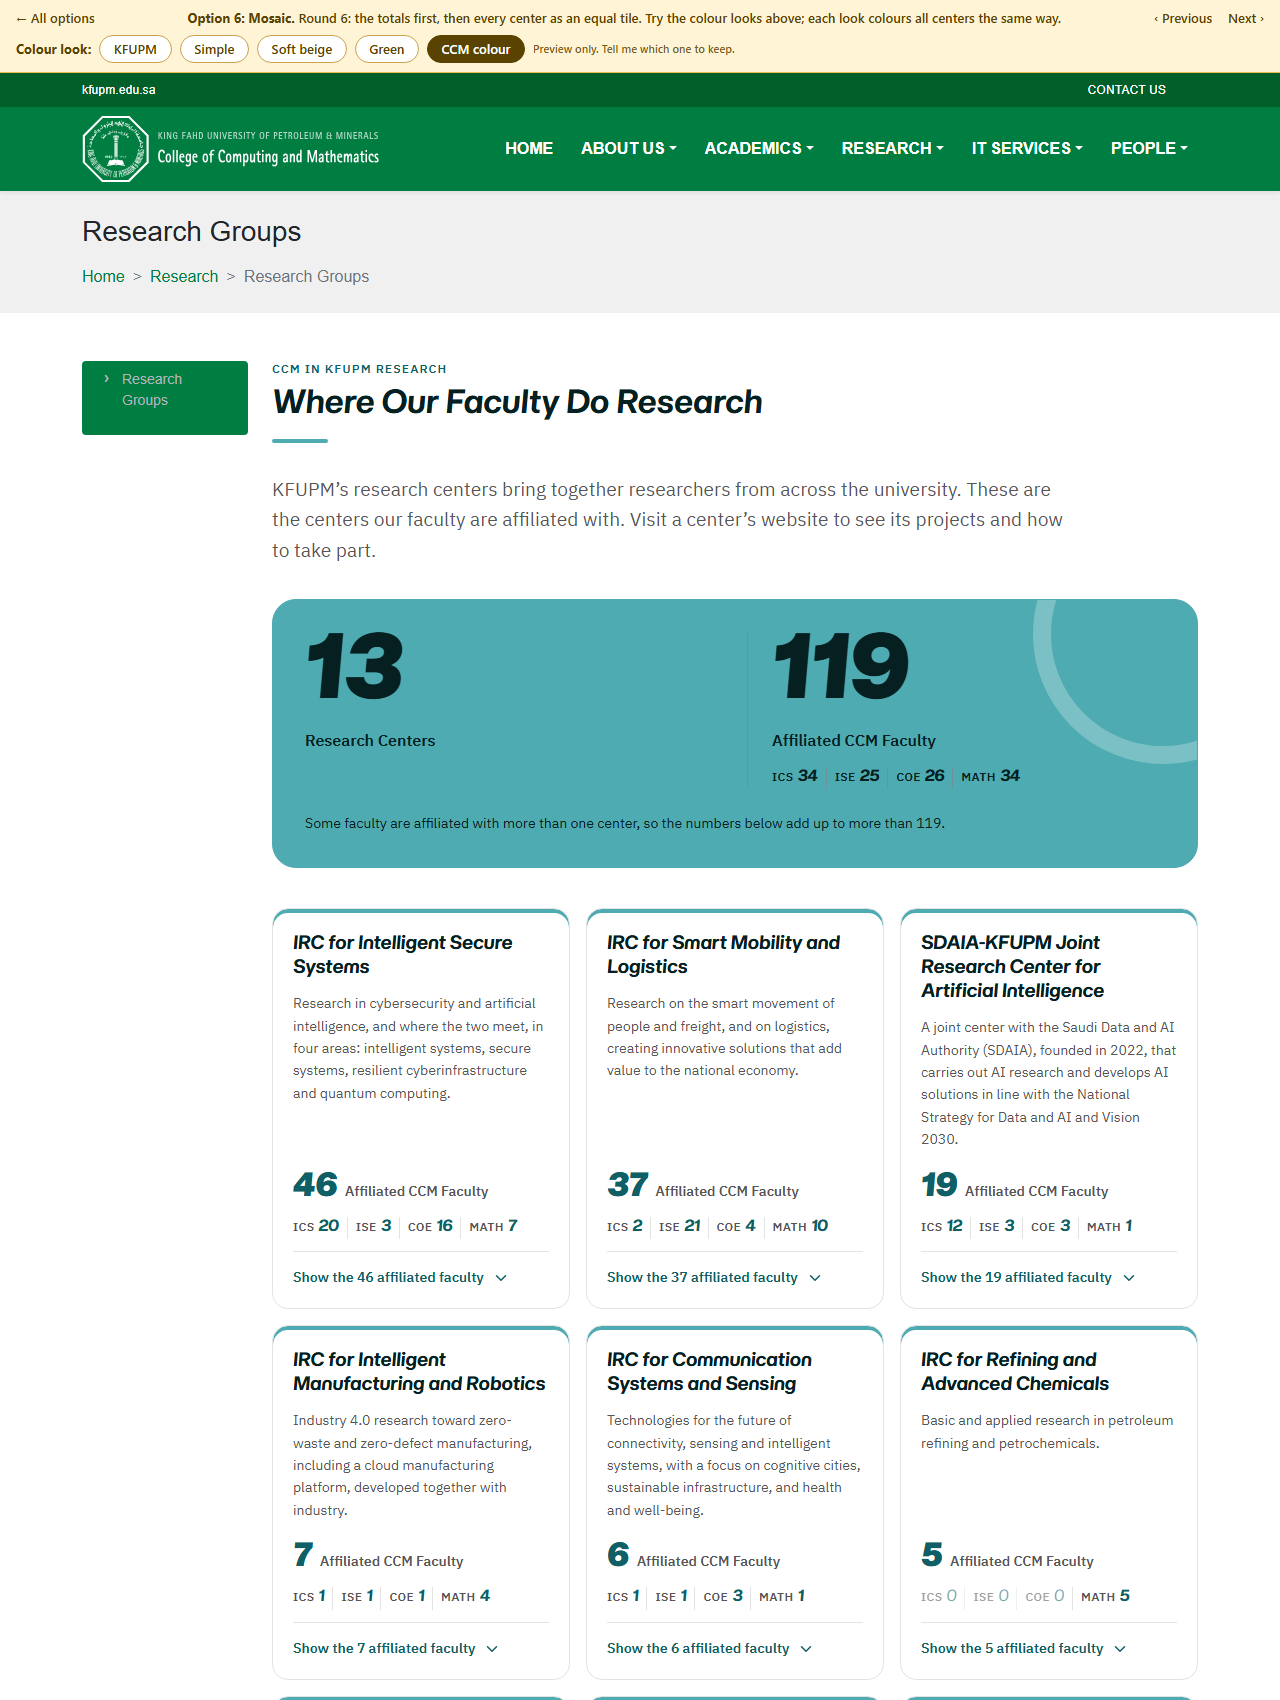 ← All options
Option 6: Mosaic. Round 6: the totals first, then every center as an equal tile. Try the colour looks above; each look colours all centers the same way.
‹ Previous Next ›
Colour look: KFUPM Simple Soft beige Green CCM colour Preview only. Tell me which one to keep.
kfupm.edu.sa
CONTACT US
KING FAHD UNIVERSITY OF PETROLEUM & MINERALS
College of Computing and Mathematics
HOME ABOUT US ACADEMICS RESEARCH IT SERVICES PEOPLE
Research Groups
Home > Research > Research Groups
› Research
Groups
CCM IN KFUPM RESEARCH
Where Our Faculty Do Research
KFUPM’s research centers bring together researchers from across the university. These are
the centers our faculty are affiliated with. Visit a center’s website to see its projects and how
to take part.
13
Research Centers
119
Affiliated CCM Faculty
ICS 34 ISE 25 COE 26 MATH 34
Some faculty are affiliated with more than one center, so the numbers below add up to more than 119.
IRC for Intelligent Secure
Systems
Research in cybersecurity and artificial
intelligence, and where the two meet, in
four areas: intelligent systems, secure
systems, resilient cyberinfrastructure
and quantum computing.
46 Affiliated CCM Faculty
ICS 20 ISE 3 COE 16 MATH 7
Show the 46 affiliated faculty
IRC for Smart Mobility and
Logistics
Research on the smart movement of
people and freight, and on logistics,
creating innovative solutions that add
value to the national economy.
37 Affiliated CCM Faculty
ICS 2 ISE 21 COE 4 MATH 10
Show the 37 affiliated faculty
SDAIA-KFUPM Joint
Research Center for
Artificial Intelligence
A joint center with the Saudi Data and AI
Authority (SDAIA), founded in 2022, that
carries out AI research and develops AI
solutions in line with the National
Strategy for Data and AI and Vision
2030.
19 Affiliated CCM Faculty
ICS 12 ISE 3 COE 3 MATH 1
Show the 19 affiliated faculty
IRC for Intelligent
Manufacturing and Robotics
Industry 4.0 research toward zero-
waste and zero-defect manufacturing,
including a cloud manufacturing
platform, developed together with
industry.
7 Affiliated CCM Faculty
ICS 1 ISE 1 COE 1 MATH 4
Show the 7 affiliated faculty
IRC for Communication
Systems and Sensing
Technologies for the future of
connectivity, sensing and intelligent
systems, with a focus on cognitive cities,
sustainable infrastructure, and health
and well-being.
6 Affiliated CCM Faculty
ICS 1 ISE 1 COE 3 MATH 1
Show the 6 affiliated faculty
IRC for Refining and
Advanced Chemicals
Basic and applied research in petroleum
refining and petrochemicals.
5 Affiliated CCM Faculty
ICS 0 ISE 0 COE 0 MATH 5
Show the 5 affiliated faculty